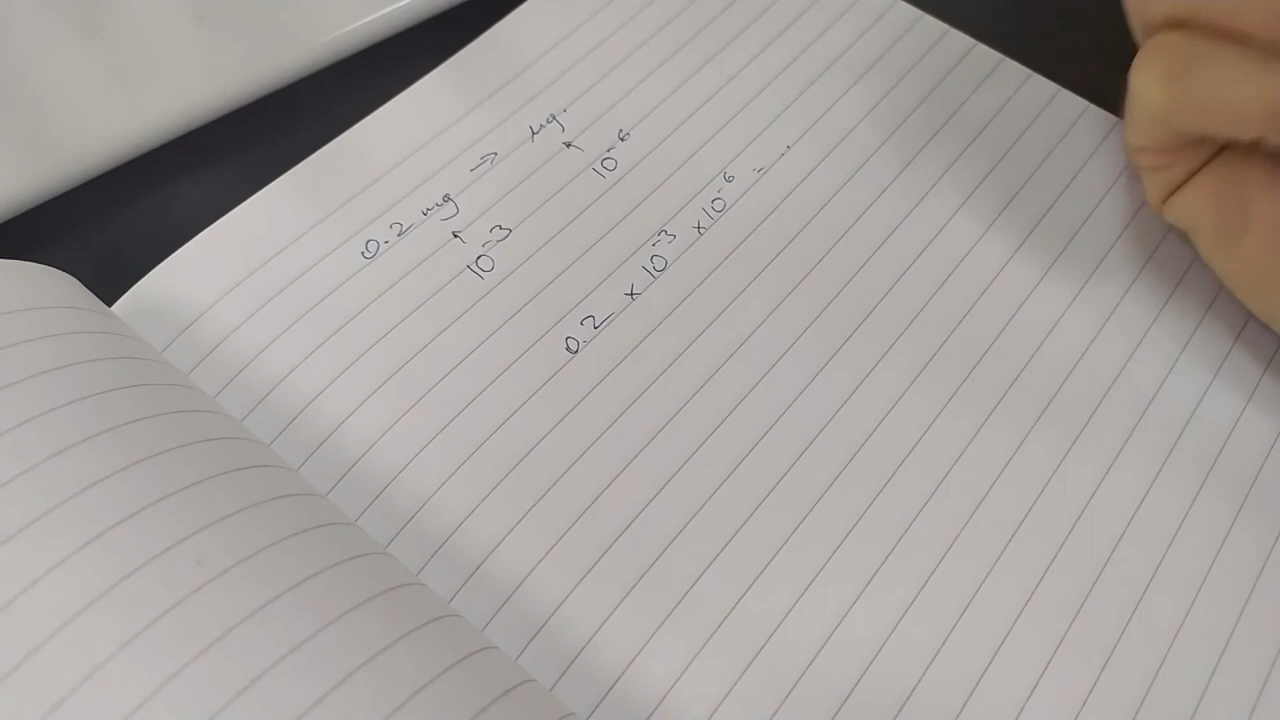 0.2 mg → μg.
↑ ↑
10⁻³ 10⁻⁶
0.2 × 10⁻³ × 10⁻⁶ = ..